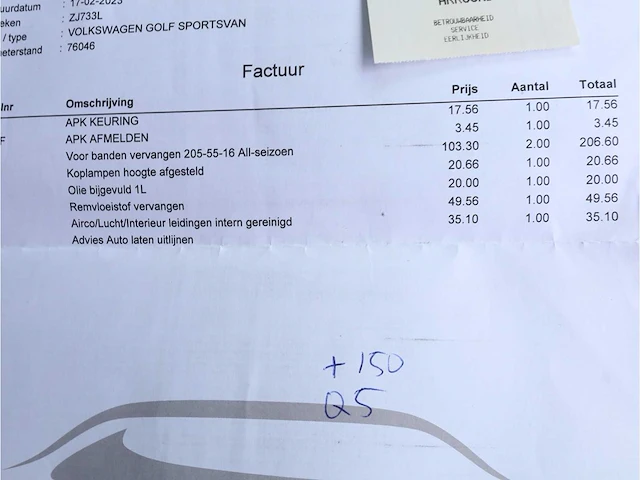 uurdatum : 17-02-2023
eken : ZJ733L
/ type : VOLKSWAGEN GOLF SPORTSVAN
eterstand : 76046
BETROUWBAARHEID
SERVICE
EERLIJKHEID
Factuur
lnr Omschrijving Prijs Aantal Totaal
APK KEURING 17.56 1.00 17.56
F APK AFMELDEN 3.45 1.00 3.45
Voor banden vervangen 205-55-16 All-seizoen 103.30 2.00 206.60
Koplampen hoogte afgesteld 20.66 1.00 20.66
Olie bijgevuld 1L 20.00 1.00 20.00
Remvloeistof vervangen 49.56 1.00 49.56
Airco/Lucht/Interieur leidingen intern gereinigd 35.10 1.00 35.10
Advies Auto laten uitlijnen
+ 150
Q5